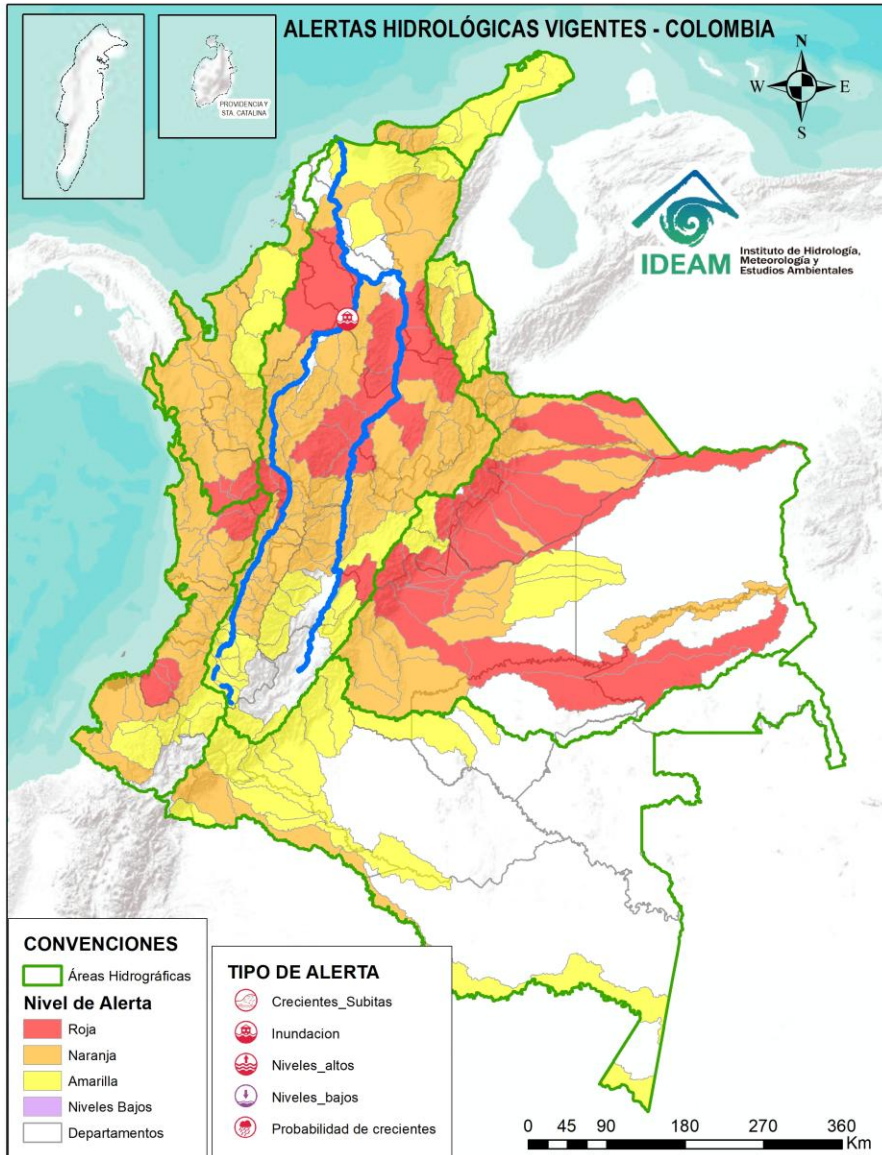 ALERTAS HIDROLÓGICAS VIGENTES - COLOMBIA
PROVIDENCIA Y
STA. CATALINA
N
W
E
S
IDEAM
Instituto de Hidrología,
Meteorología y
Estudios Ambientales
CONVENCIONES
Áreas Hidrográficas
Nivel de Alerta
Roja
Naranja
Amarilla
Niveles Bajos
Departamentos
TIPO DE ALERTA
Crecientes_Subitas
Inundacion
Niveles_altos
Niveles_bajos
Probabilidad de crecientes
0 45 90 180 270 360
Km